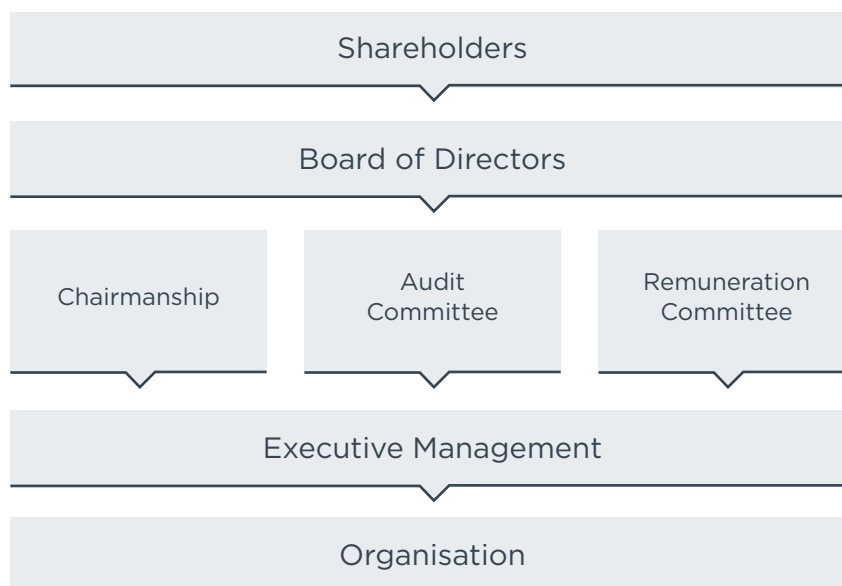 Shareholders
Board of Directors
Chairmanship
Audit
Committee
Remuneration
Committee
Executive Management
Organisation